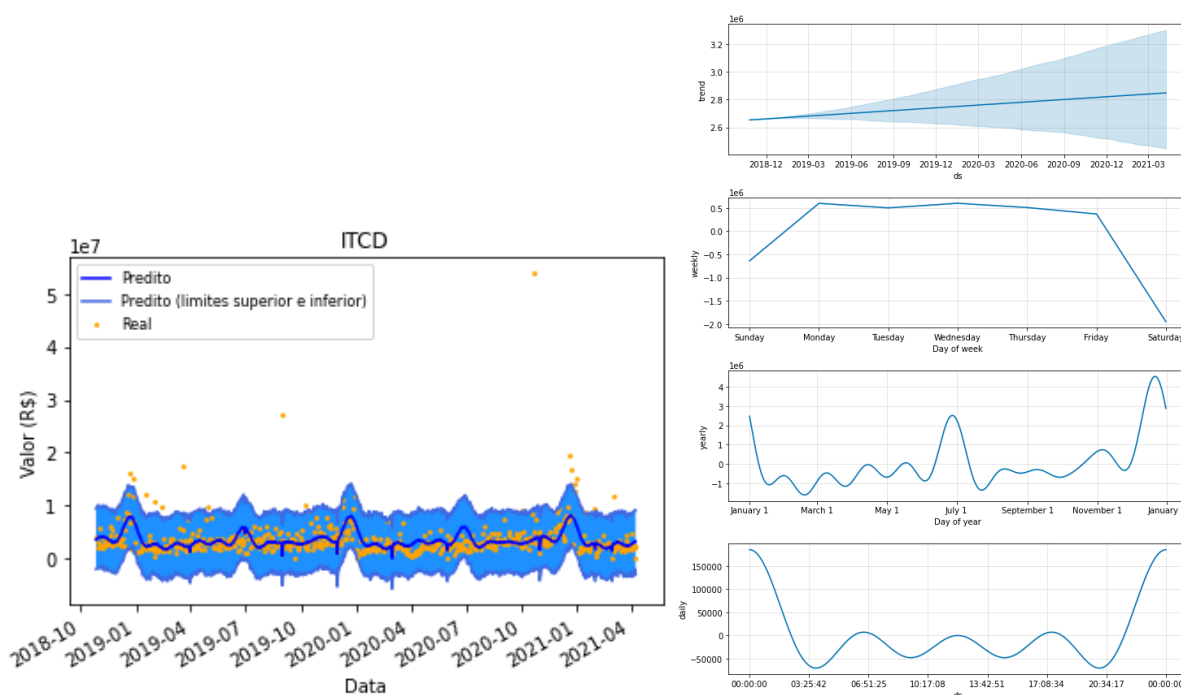 ITCD
1e7
Predito
Predito (limites superior e inferior)
Real
5
4
3
2
1
0
Valor (R$)
2018-10
2019-01
2019-04
2019-07
2019-10
2020-01
2020-04
2020-07
2020-10
2021-01
2021-04
Data
1e6
3.2
3.0
2.8
2.6
trend
2018-12 2019-03 2019-06 2019-09 2019-12 2020-03 2020-06 2020-09 2020-12 2021-03
ds
1e6
0.5
0.0
−0.5
−1.0
−1.5
−2.0
weekly
Sunday Monday Tuesday Wednesday Thursday Friday Saturday
Day of week
1e6
4
3
2
1
0
−1
yearly
January 1 March 1 May 1 July 1 September 1 November 1 January
Day of year
150000
100000
50000
0
−50000
daily
00:00:00 03:25:42 06:51:25 10:17:08 13:42:51 17:08:34 20:34:17 00:00:00